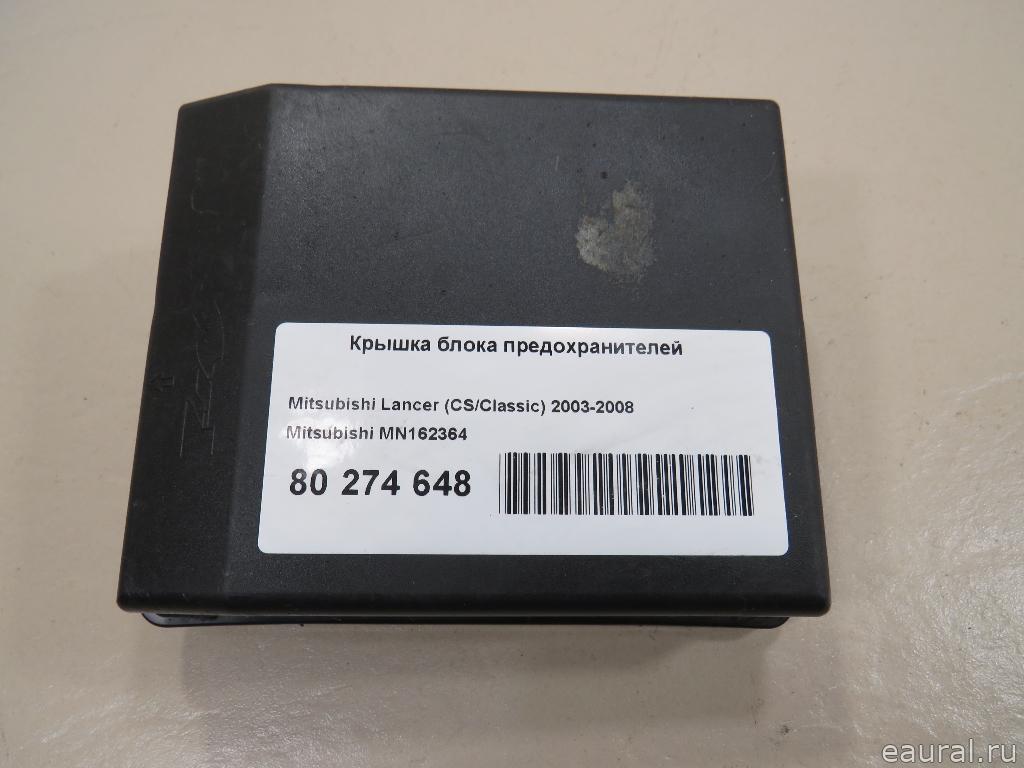 Крышка блока предохранителей
Mitsubishi Lancer (CS/Classic) 2003-2008
Mitsubishi MN162364
80 274 648
eaural.ru